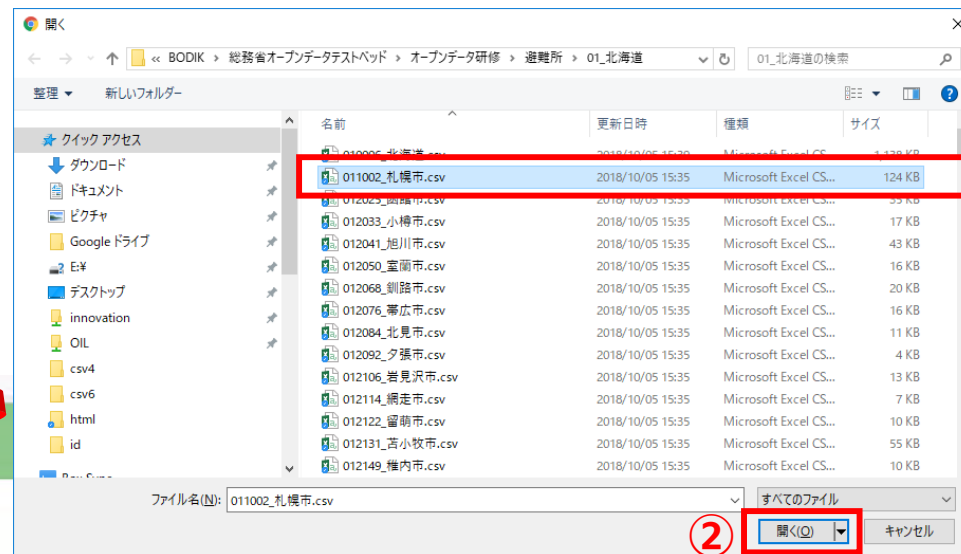 開く
« BODIK › 総務省オープンデータテストベッド › オープンデータ研修 › 避難所 › 01_北海道
01_北海道の検索
整理 新しいフォルダー
名前 更新日時 種類 サイズ
クイック アクセス
ダウンロード
ドキュメント
ピクチャ
Google ドライブ
E:¥
デスクトップ
innovation
OIL
csv4
csv6
html
id
011002_札幌市.csv 2018/10/05 15:35 Microsoft Excel CS... 124 KB
012025_函館市.csv 2018/10/05 15:35 Microsoft Excel CS... 35 KB
012033_小樽市.csv 2018/10/05 15:35 Microsoft Excel CS... 17 KB
012041_旭川市.csv 2018/10/05 15:35 Microsoft Excel CS... 43 KB
012050_室蘭市.csv 2018/10/05 15:35 Microsoft Excel CS... 16 KB
012068_釧路市.csv 2018/10/05 15:35 Microsoft Excel CS... 20 KB
012076_帯広市.csv 2018/10/05 15:35 Microsoft Excel CS... 16 KB
012084_北見市.csv 2018/10/05 15:35 Microsoft Excel CS... 11 KB
012092_夕張市.csv 2018/10/05 15:35 Microsoft Excel CS... 4 KB
012106_岩見沢市.csv 2018/10/05 15:35 Microsoft Excel CS... 13 KB
012114_網走市.csv 2018/10/05 15:35 Microsoft Excel CS... 7 KB
012122_留萌市.csv 2018/10/05 15:35 Microsoft Excel CS... 10 KB
012131_苫小牧市.csv 2018/10/05 15:35 Microsoft Excel CS... 55 KB
012149_稚内市.csv 2018/10/05 15:35 Microsoft Excel CS... 10 KB
ファイル名(N): 011002_札幌市.csv すべてのファイル
② 開く(O) キャンセル